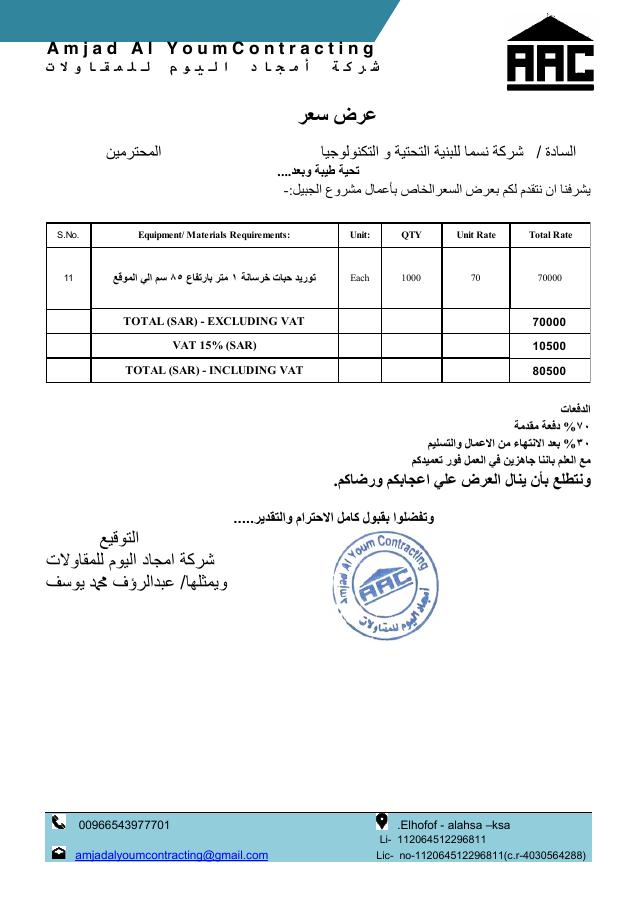 Amjad Al YoumContracting
شركة أمجاد اليوم للمقاولات
AAC
عرض سعر
السادة / شركة نسما للبنية التحتية و التكنولوجيا المحترمين
تحية طيبة وبعد....
يشرفنا ان نتقدم لكم بعرض السعرالخاص بأعمال مشروع الجبيل:-
S.No. Equipment/ Materials Requirements: Unit: QTY Unit Rate Total Rate
11 توريد حبات خرسانة ١ متر بارتفاع ٨٥ سم الي الموقع Each 1000 70 70000
TOTAL (SAR) - EXCLUDING VAT 70000
VAT 15% (SAR) 10500
TOTAL (SAR) - INCLUDING VAT 80500
الدفعات
٧٠% دفعة مقدمة
٣٠% بعد الانتهاء من الاعمال والتسليم
مع العلم باننا جاهزين في العمل فور تعميدكم
ونتطلع بأن ينال العرض علي اعجابكم ورضاكم.
وتفضلوا بقبول كامل الاحترام والتقدير.....
التوقيع
شركة امجاد اليوم للمقاولات
ويمثلها/ عبدالرؤف محمد يوسف
Amjad Al Youm Contracting
AAC
أمجاد اليوم للمقاولات
00966543977701
.Elhofof - alahsa –ksa
Li- 112064512296811
amjadalyoumcontracting@gmail.com
Lic- no-112064512296811(c.r-4030564288)